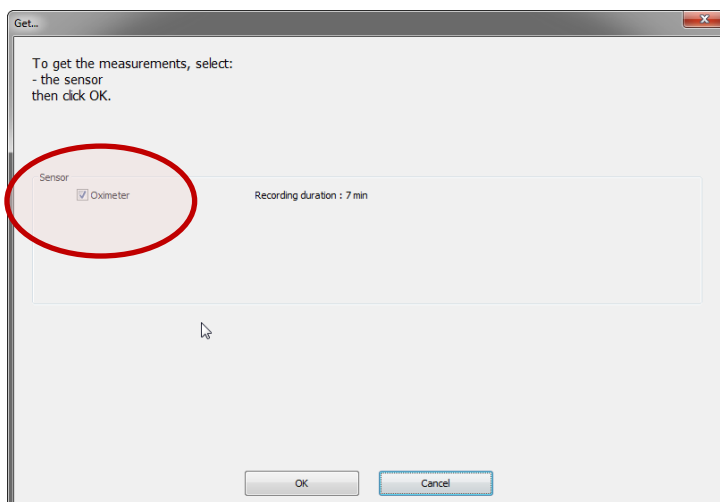 Get...
To get the measurements, select:
- the sensor
then click OK.
Sensor
Oximeter Recording duration : 7 min
OK Cancel